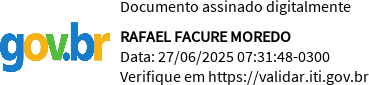 Documento assinado digitalmente
gov.br
RAFAEL FACURE MOREDO
Data: 27/06/2025 07:31:48-0300
Verifique em https://validar.iti.gov.br